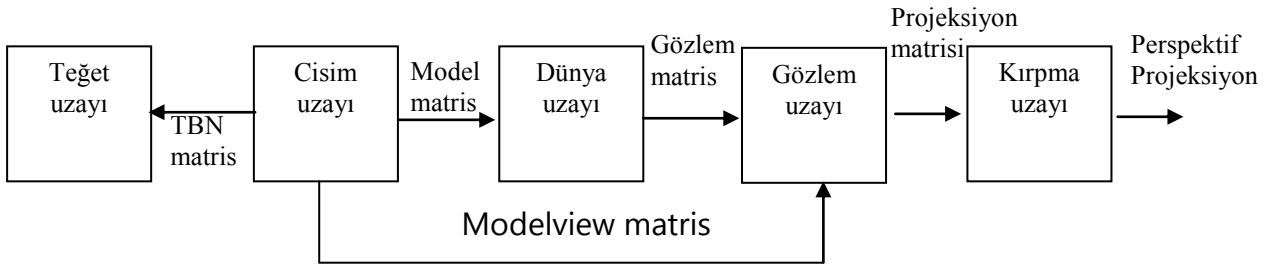 Teğet
uzayı
TBN
matris
Cisim
uzayı
Model
matris
Dünya
uzayı
Gözlem
matris
Gözlem
uzayı
Projeksiyon
matrisi
Kırpma
uzayı
Perspektif
Projeksiyon
Modelview matris